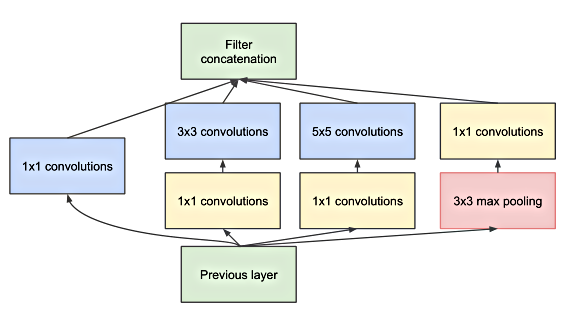 Filter
concatenation
3x3 convolutions
5x5 convolutions
1x1 convolutions
1x1 convolutions
1x1 convolutions
1x1 convolutions
3x3 max pooling
Previous layer